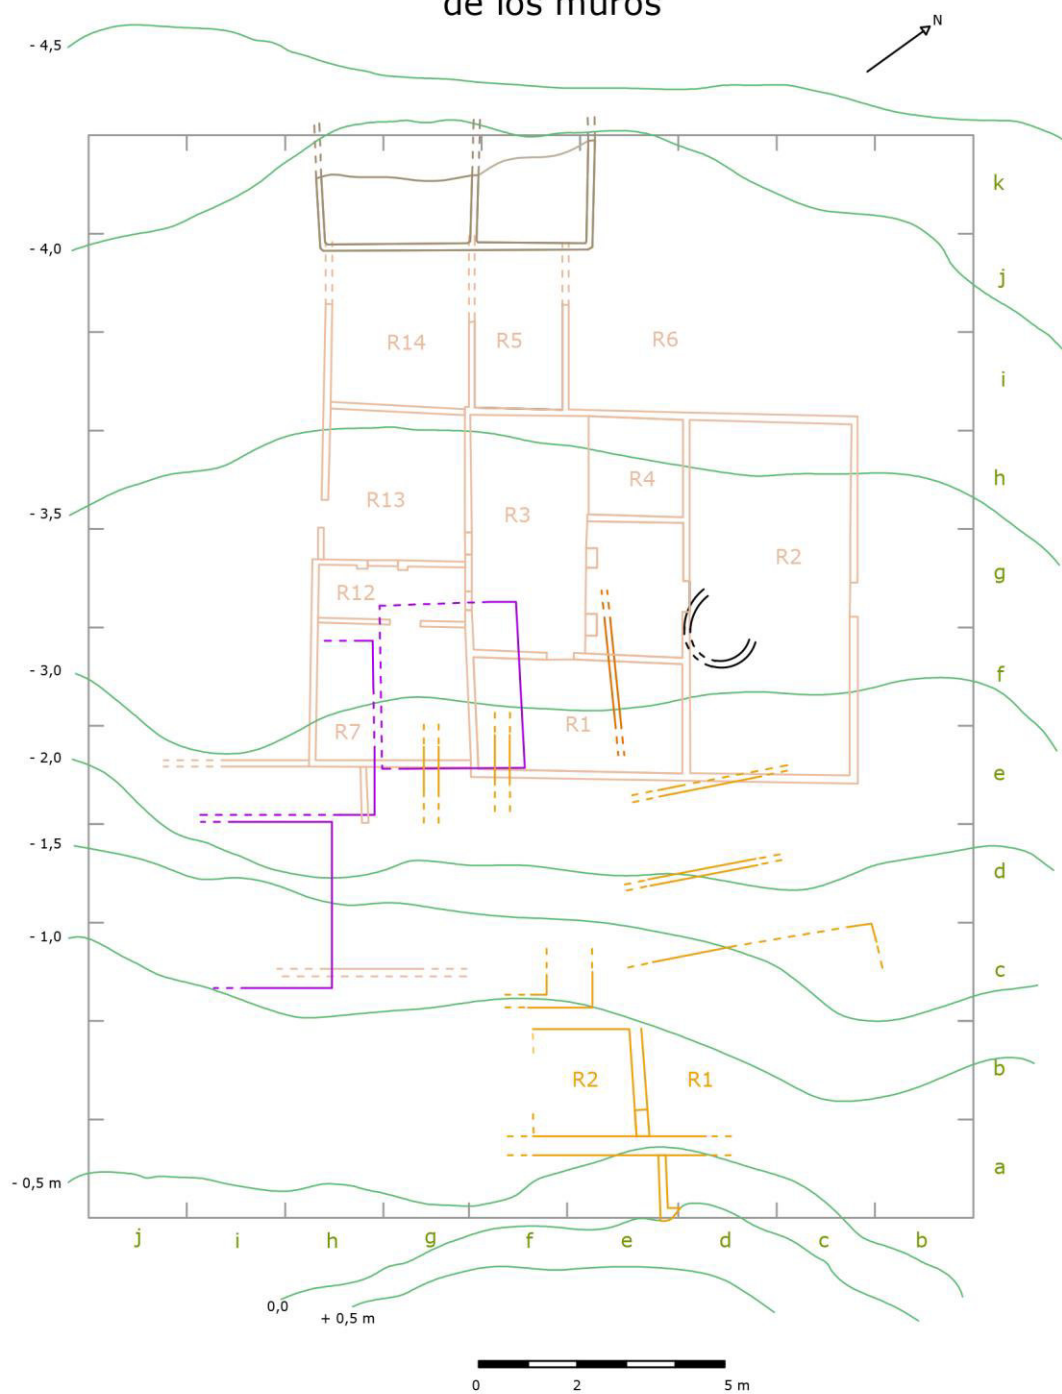 de los muros
N
- 4,5
k
- 4,0
j
R14
R5
R6
i
h
R4
R13
R3
- 3,5
R2
g
R12
- 3,0
f
R1
R7
- 2,0
e
- 1,5
d
- 1,0
c
b
R2
R1
a
- 0,5 m
j
i
h
g
f
e
d
c
b
0,0
+ 0,5 m
0
2
5 m